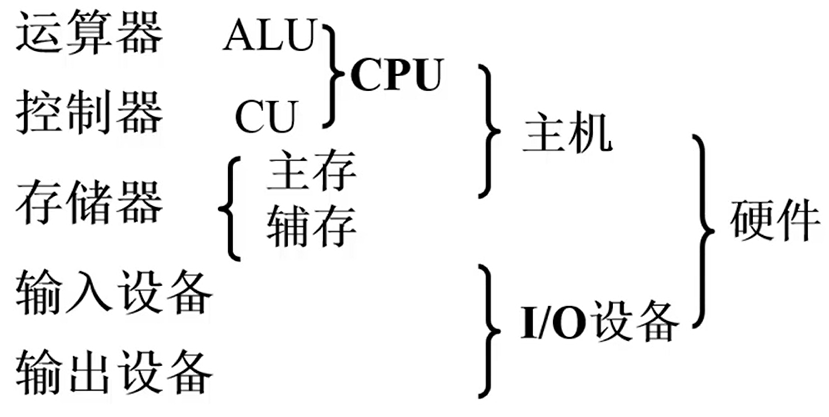 运算器 ALU
CPU
控制器 CU
主机
存储器 主存
辅存
硬件
输入设备
I/O设备
输出设备